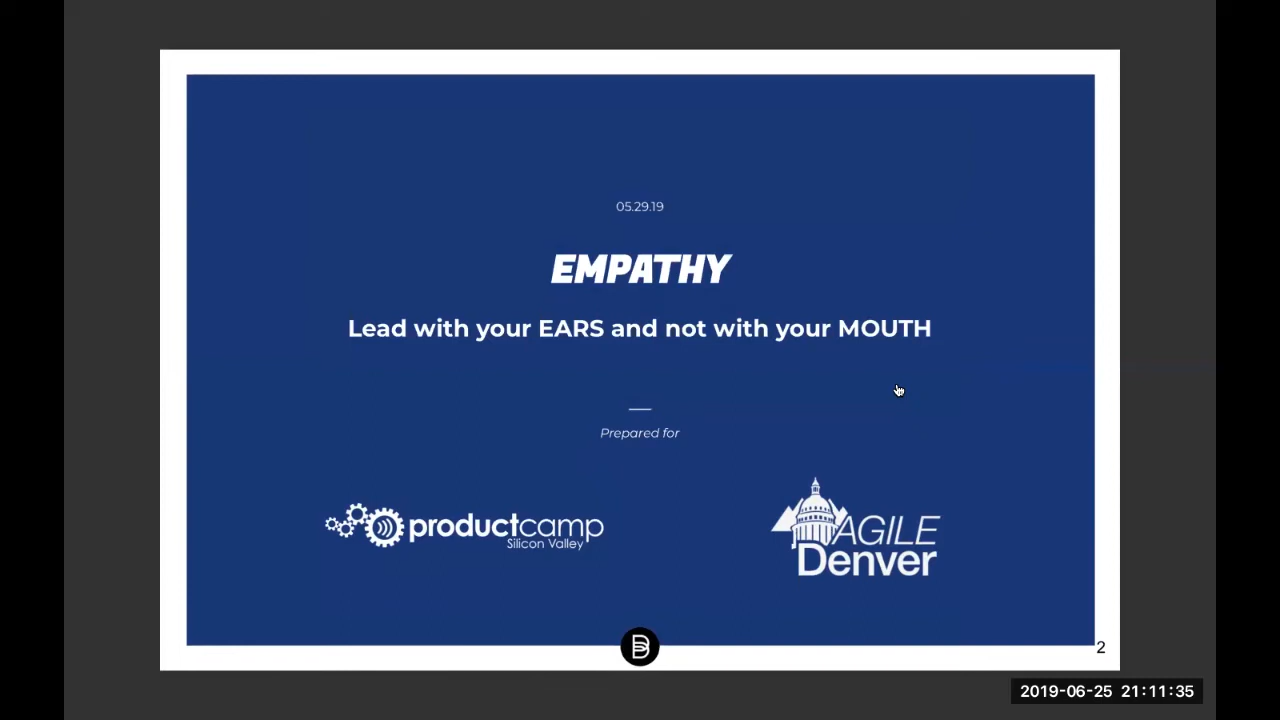 05.29.19
EMPATHY
Lead with your EARS and not with your MOUTH
Prepared for
productcamp
Silicon Valley
AGILE
Denver
B
2
2019-06-25 21:11:35